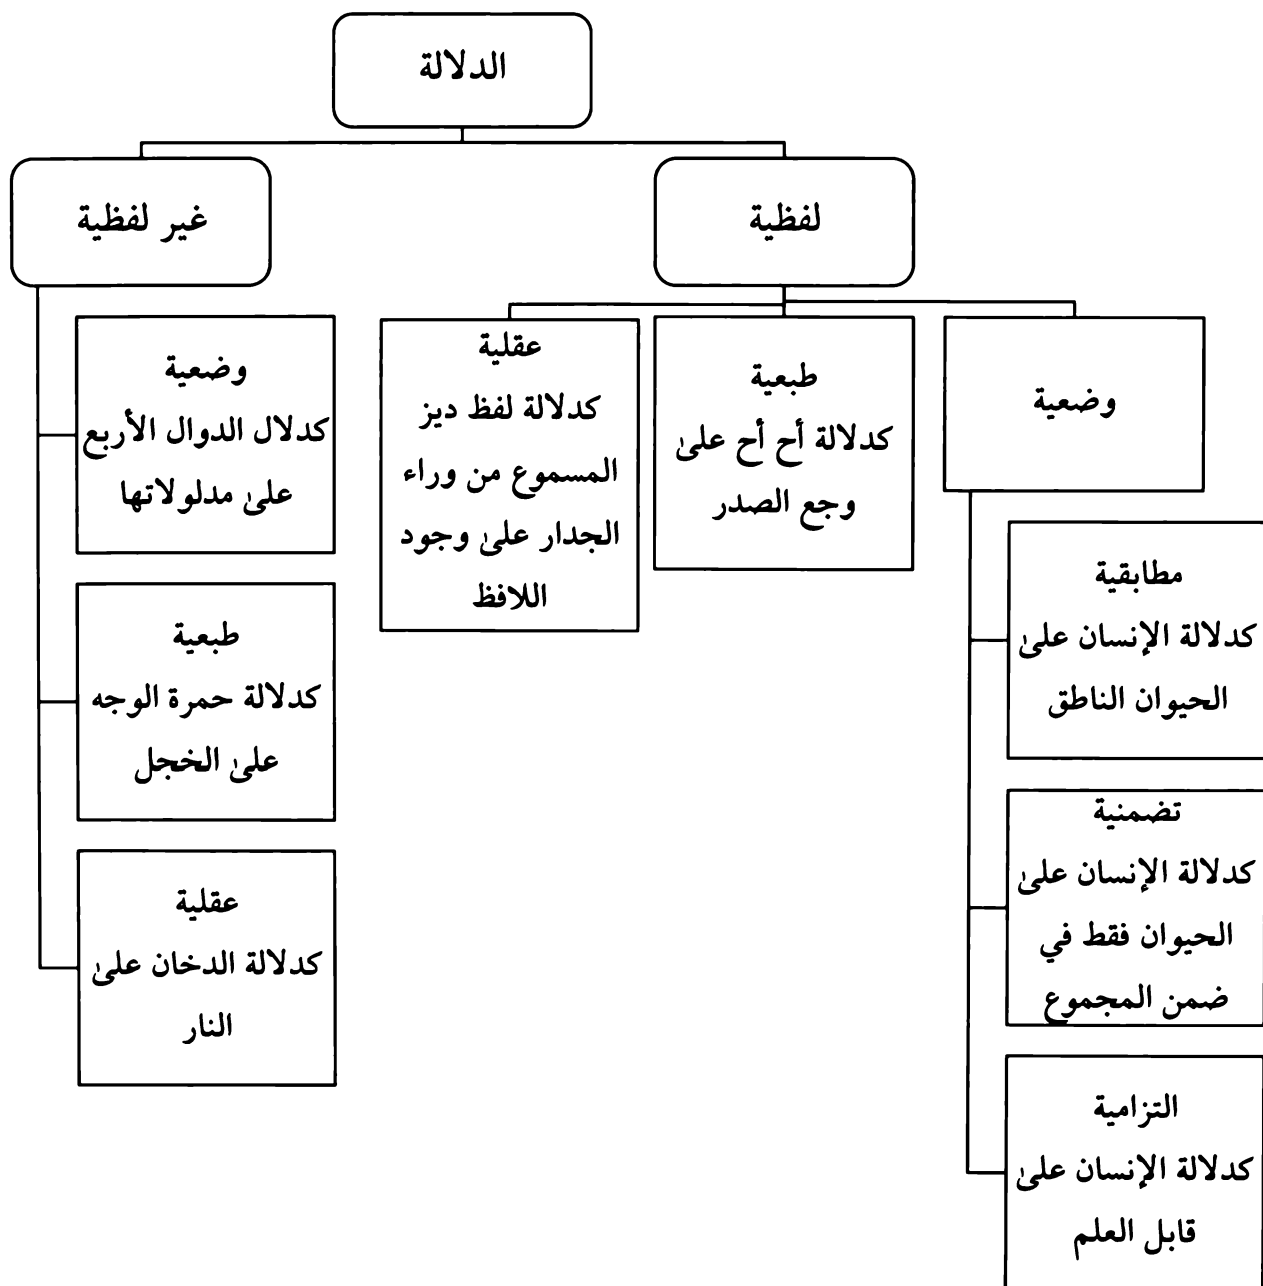 الدلالة
لفظية
غير لفظية
وضعية
مطابقية
كدلالة الإنسان علىٰ
الحيوان الناطق
تضمنية
كدلالة الإنسان علىٰ
الحيوان فقط في
ضمن المجموع
التزامية
كدلالة الإنسان علىٰ
قابل العلم
طبعية
كدلالة أح أح علىٰ
وجع الصدر
عقلية
كدلالة لفظ ديز
المسموع من وراء
الجدار علىٰ وجود
اللافظ
وضعية
كدلال الدوال الأربع
علىٰ مدلولاتها
طبعية
كدلالة حمرة الوجه
علىٰ الخجل
عقلية
كدلالة الدخان علىٰ
النار